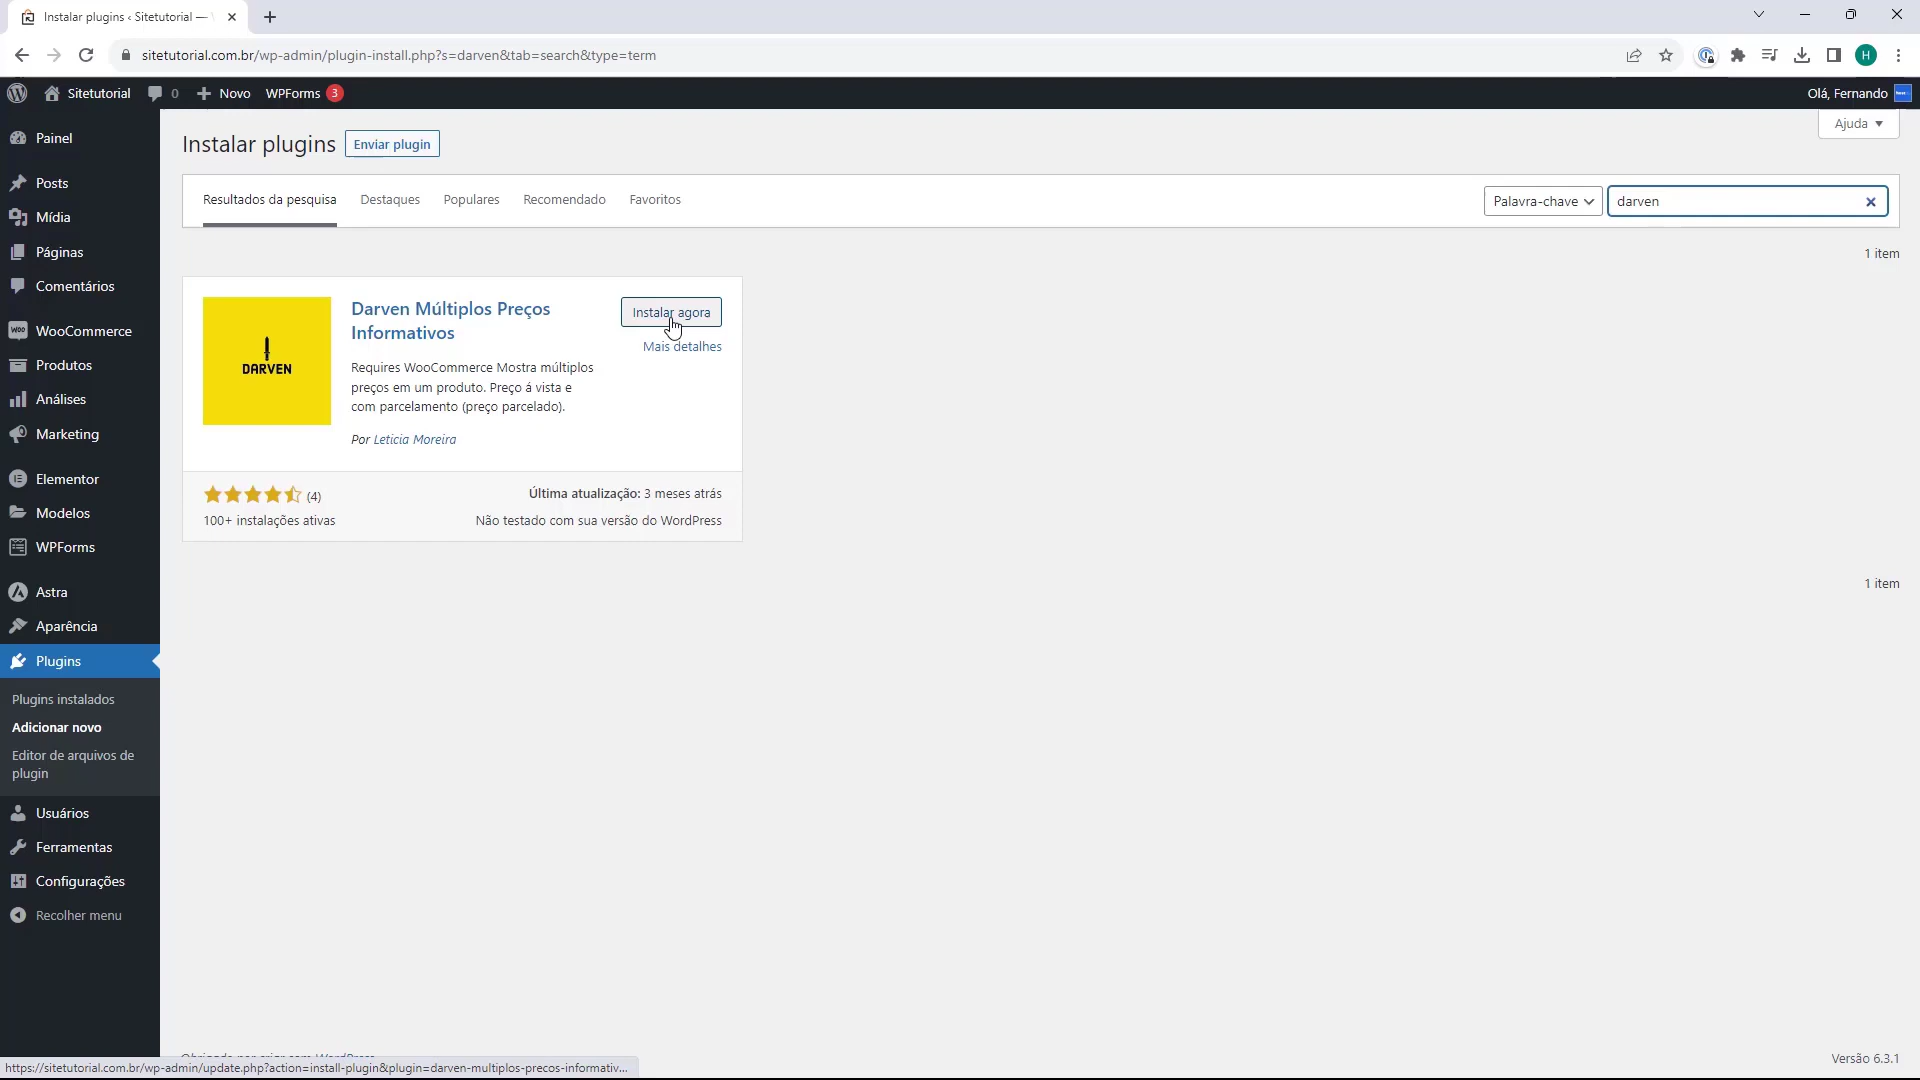 Instalar plugins ‹ Sitetutorial —
sitetutorial.com.br/wp-admin/plugin-install.php?s=darven&tab=search&type=term
H
Sitetutorial
0
Novo
WPForms 3
Olá, Fernando
Painel
Posts
Mídia
Páginas
Comentários
WOO WooCommerce
Produtos
Análises
Marketing
Elementor
Modelos
WPForms
Astra
Aparência
Plugins
Plugins instalados
Adicionar novo
Editor de arquivos de
plugin
Usuários
Ferramentas
Configurações
Recolher menu
Instalar plugins
Enviar plugin
Ajuda
Resultados da pesquisa
Destaques
Populares
Recomendado
Favoritos
Palavra-chave
darven
1 item
DARVEN
Darven Múltiplos Preços
Informativos
Instalar agora
Mais detalhes
Requires WooCommerce Mostra múltiplos
preços em um produto. Preço á vista e
com parcelamento (preço parcelado).
Por Leticia Moreira
(4)
Última atualização: 3 meses atrás
100+ instalações ativas
Não testado com sua versão do WordPress
1 item
Versão 6.3.1
https://sitetutorial.com.br/wp-admin/update.php?action=install-plugin&plugin=darven-multiplos-precos-informativ...